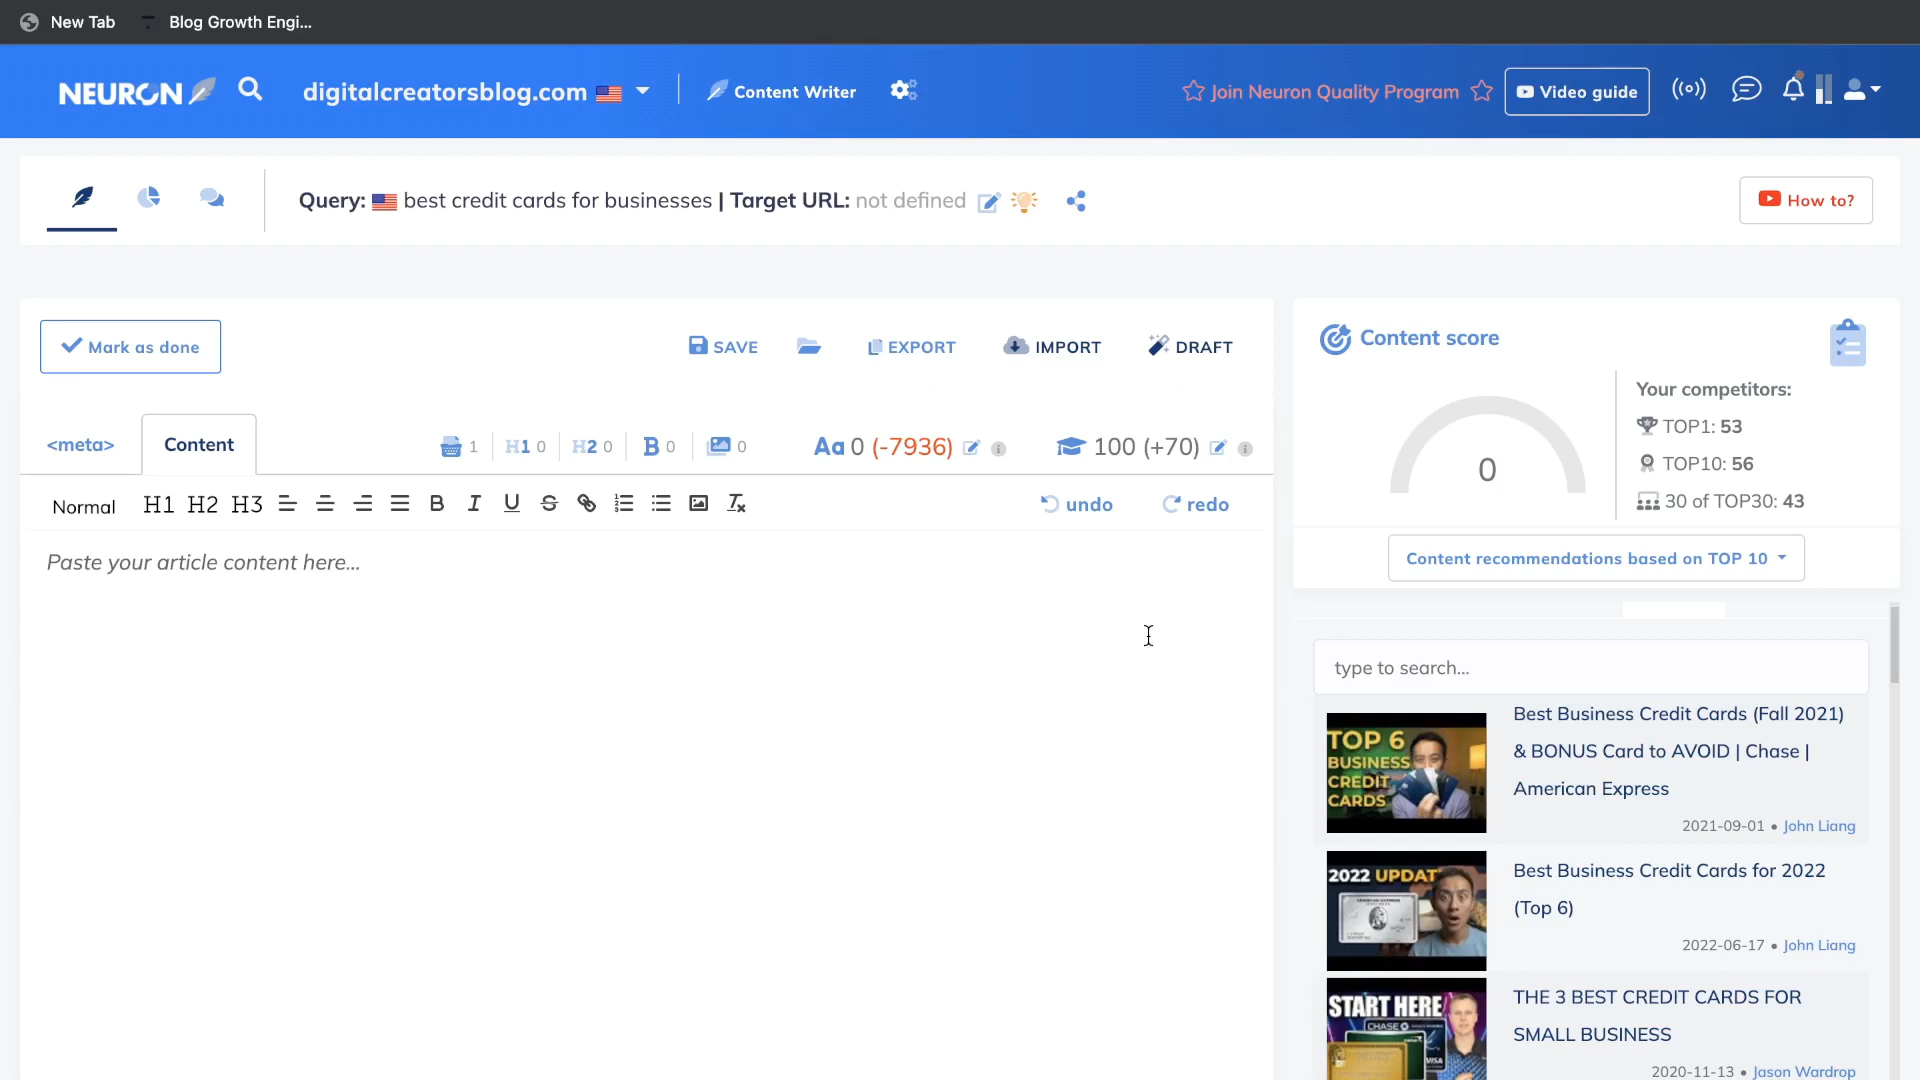 New Tab
Blog Growth Engi...
NEURON
digitalcreatorsblog.com
Content Writer
Join Neuron Quality Program
Video guide
Query: best credit cards for businesses | Target URL: not defined
How to?
Mark as done
SAVE
EXPORT
IMPORT
DRAFT
<meta>
Content
1
H1 0
H2 0
B 0
0
Aa 0 (-7936)
100 (+70)
Normal
H1 H2 H3
B I U S
undo
redo
Paste your article content here...
Content score
0
Your competitors:
TOP1: 53
TOP10: 56
30 of TOP30: 43
Content recommendations based on TOP 10
type to search...
TOP 6
BUSINESS
CREDIT
CARDS
Best Business Credit Cards (Fall 2021)
& BONUS Card to AVOID | Chase |
American Express
2021-09-01 • John Liang
2022 UPDAT
Best Business Credit Cards for 2022
(Top 6)
2022-06-17 • John Liang
START HERE
CHASE
VISA
THE 3 BEST CREDIT CARDS FOR
SMALL BUSINESS
2020-11-13 • Jason Wardrop